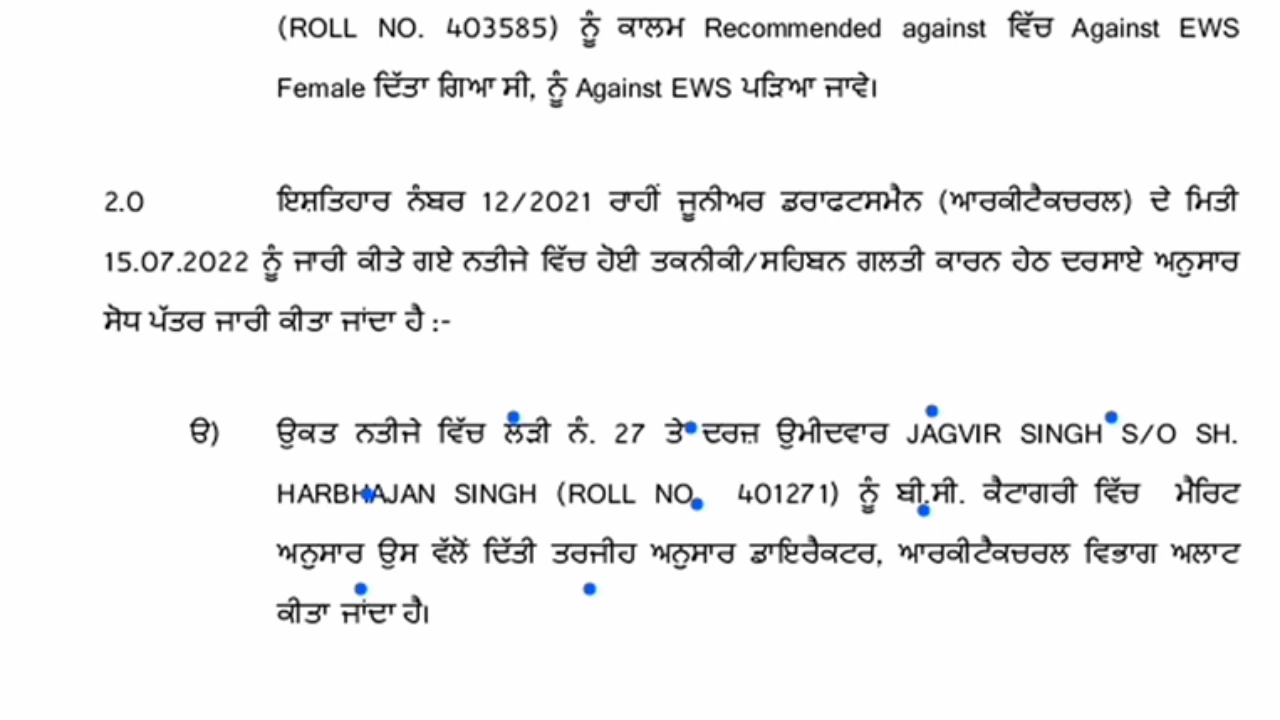 (ROLL NO. 403585) ਨੂੰ ਕਾਲਮ Recommended against ਵਿੱਚ Against EWS
Female ਦਿੱਤਾ ਗਿਆ ਸੀ, ਨੂੰ Against EWS ਪੜਿਆ ਜਾਵੇ।
2.0 ਇਸ਼ਤਿਹਾਰ ਨੰਬਰ 12/2021 ਰਾਹੀਂ ਜੂਨੀਅਰ ਡਰਾਫਟਸਮੈਨ (ਆਰਕੀਟੈਕਚਰਲ) ਦੇ ਮਿਤੀ
15.07.2022 ਨੂੰ ਜਾਰੀ ਕੀਤੇ ਗਏ ਨਤੀਜੇ ਵਿੱਚ ਹੋਈ ਤਕਨੀਕੀ/ਸਹਿਬਨ ਗਲਤੀ ਕਾਰਨ ਹੇਠ ਦਰਸਾਏ ਅਨੁਸਾਰ
ਸੋਧ ਪੱਤਰ ਜਾਰੀ ਕੀਤਾ ਜਾਂਦਾ ਹੈ :-
ੳ) ਉਕਤ ਨਤੀਜੇ ਵਿੱਚ ਲੜੀ ਨੰ. 27 ਤੇ ਦਰਜ਼ ਉਮੀਦਵਾਰ JAGVIR SINGH S/O SH.
HARBHAJAN SINGH (ROLL NO. 401271) ਨੂੰ ਬੀ.ਸੀ. ਕੈਟਾਗਰੀ ਵਿੱਚ ਮੈਰਿਟ
ਅਨੁਸਾਰ ਉਸ ਵੱਲੋਂ ਦਿੱਤੀ ਤਰਜੀਹ ਅਨੁਸਾਰ ਡਾਇਰੈਕਟਰ, ਆਰਕੀਟੈਕਚਰਲ ਵਿਭਾਗ ਅਲਾਟ
ਕੀਤਾ ਜਾਂਦਾ ਹੈ।